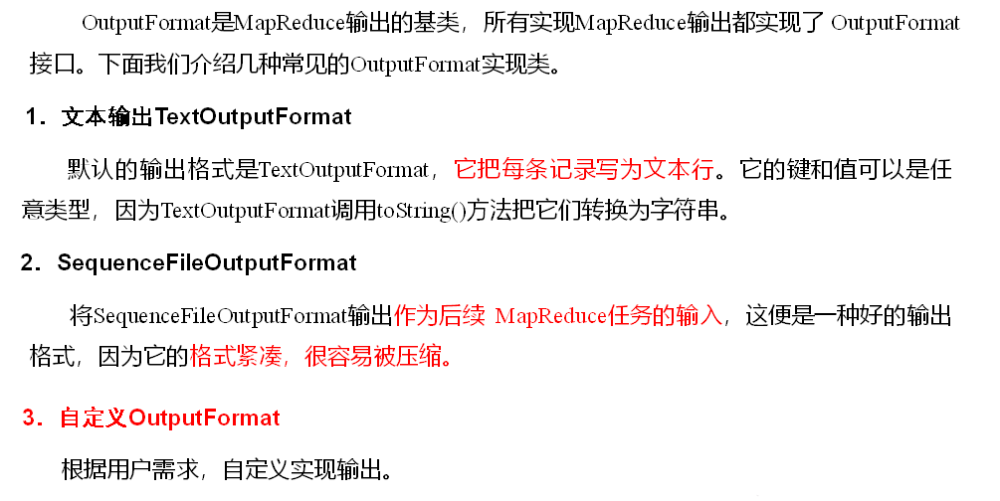 OutputFormat是MapReduce输出的基类，所有实现MapReduce输出都实现了 OutputFormat
接口。下面我们介绍几种常见的OutputFormat实现类。
1．文本输出TextOutputFormat
默认的输出格式是TextOutputFormat，它把每条记录写为文本行。它的键和值可以是任
意类型，因为TextOutputFormat调用toString()方法把它们转换为字符串。
2．SequenceFileOutputFormat
将SequenceFileOutputFormat输出作为后续 MapReduce任务的输入，这便是一种好的输出
格式，因为它的格式紧凑，很容易被压缩。
3．自定义OutputFormat
根据用户需求，自定义实现输出。